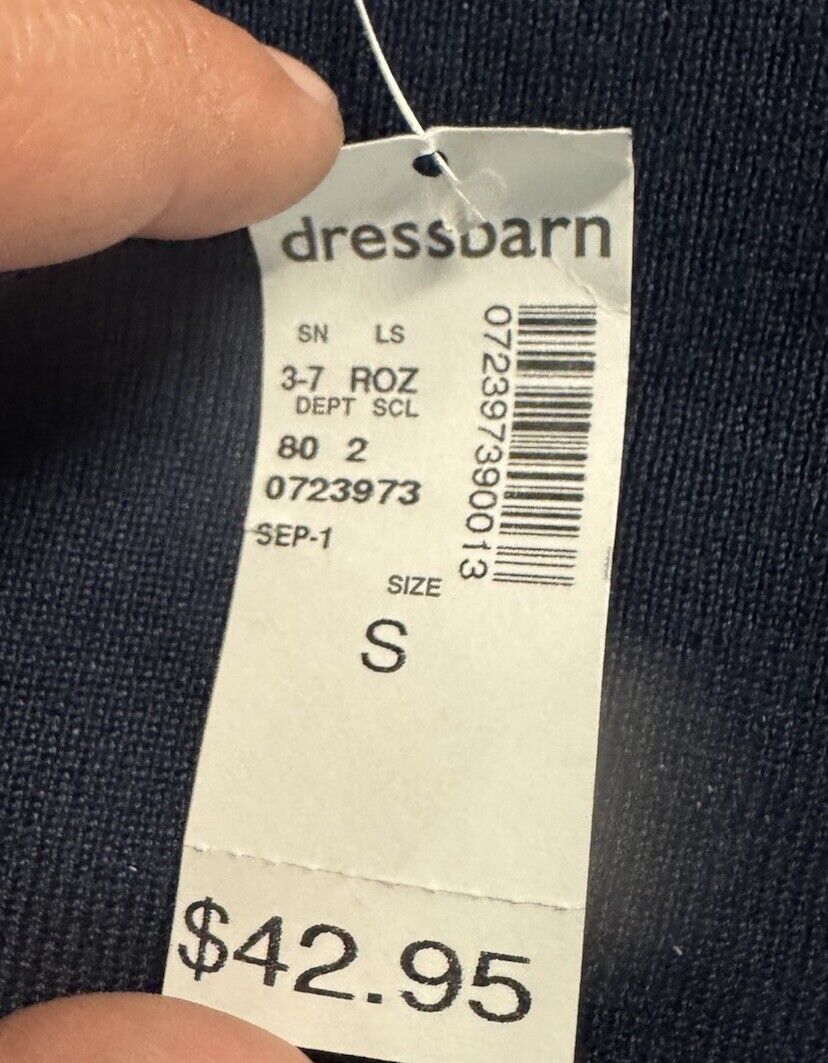 dressbarn
SN LS
3-7 ROZ
DEPT SCL
80 2
0723973
SEP-1
072397390013
SIZE
S
$42.95